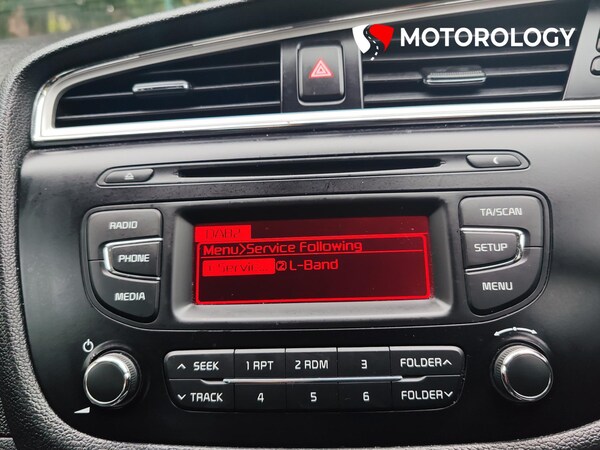 MOTOROLOGY
RADIO
PHONE
MEDIA
Menu>Service Following
2 L-Band
TA/SCAN
SETUP
MENU
SEEK 1 RPT 2 RDM 3 FOLDER
TRACK 4 5 6 FOLDER